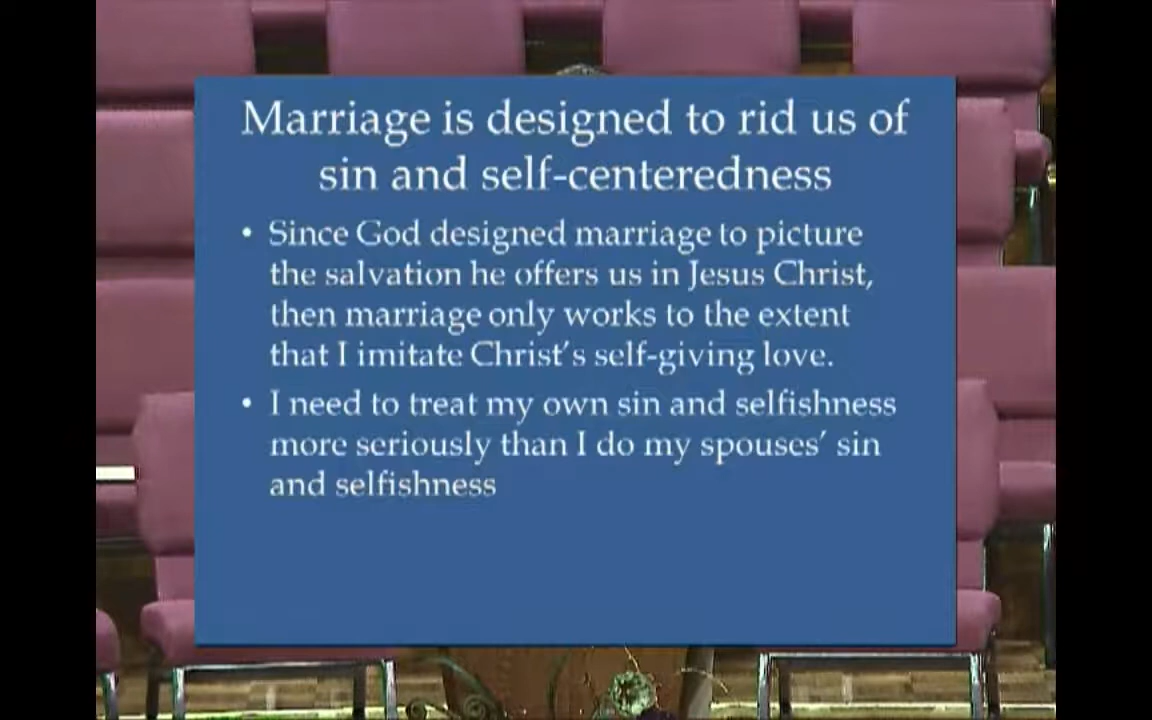 Marriage is designed to rid us of
sin and self-centeredness
• Since God designed marriage to picture
the salvation he offers us in Jesus Christ,
then marriage only works to the extent
that I imitate Christ's self-giving love.
• I need to treat my own sin and selfishness
more seriously than I do my spouses' sin
and selfishness